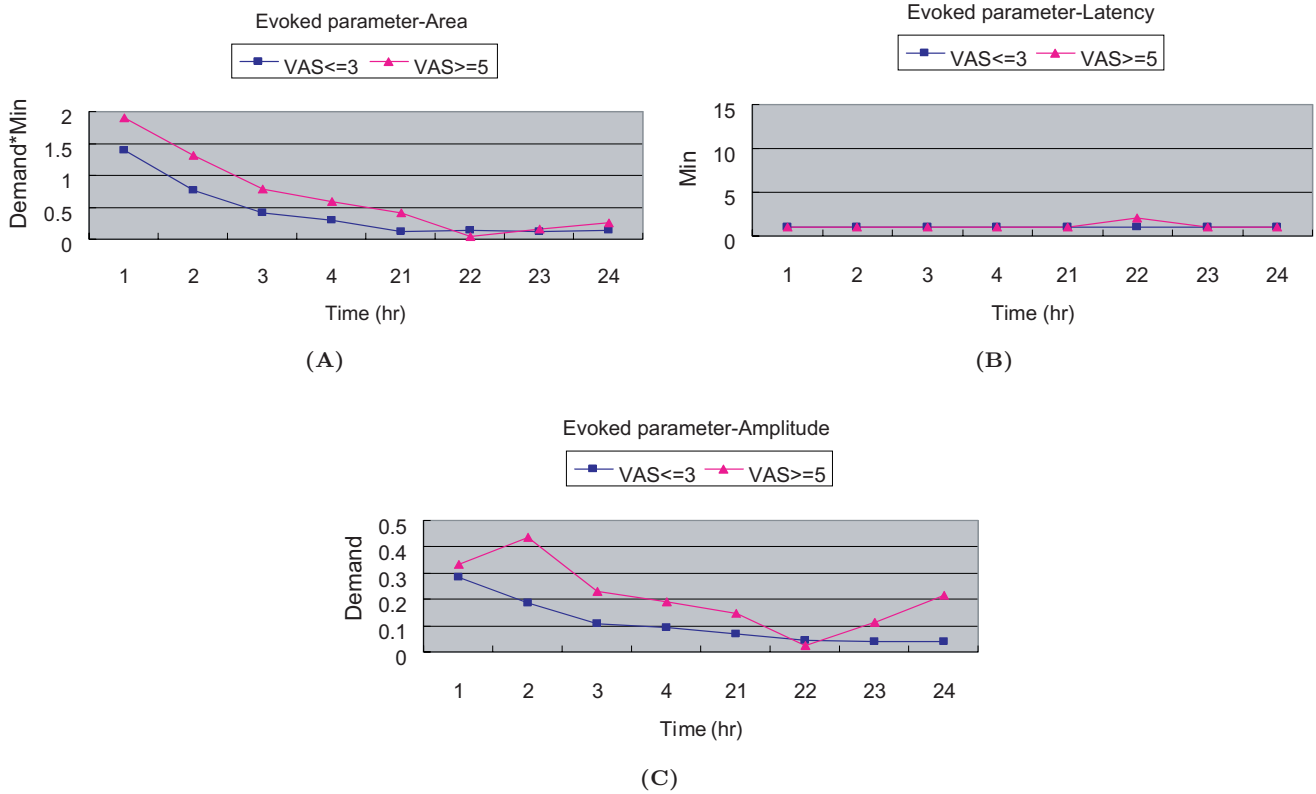 Evoked parameter-Area
VAS<=3 VAS>=5
Demand*Min
2
1.5
1
0.5
0
1 2 3 4 21 22 23 24
Time (hr)
(A)
Evoked parameter-Latency
VAS<=3 VAS>=5
Min
15
10
5
0
1 2 3 4 21 22 23 24
Time (hr)
(B)
Evoked parameter-Amplitude
VAS<=3 VAS>=5
Demand
0.5
0.4
0.3
0.2
0.1
0
1 2 3 4 21 22 23 24
Time (hr)
(C)